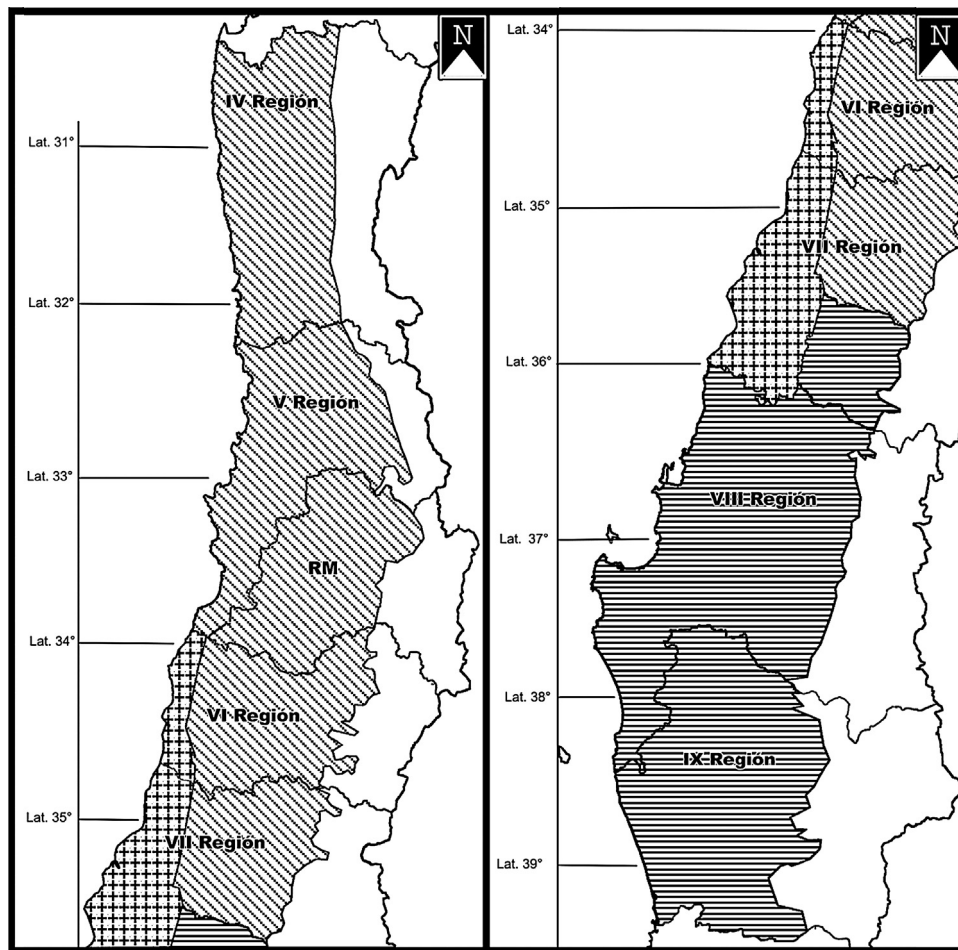 N
IV Región
Lat. 31°
Lat. 32°
V Región
Lat. 33°
RM
Lat. 34°
VI Región
Lat. 35°
VII Región
N
Lat. 34°
VI Región
Lat. 35°
VII Región
Lat. 36°
VIII Región
Lat. 37°
Lat. 38°
IX Región
Lat. 39°